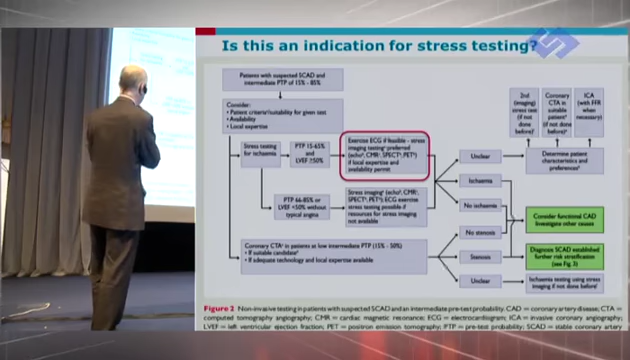 Is this an indication for stress testing?
Patients with suspected SCAD and
intermediate PTP of 15% - 85%
Consider:
• Patient criteria/suitability for given test
• Availability
• Local expertise
Stress
testing
for
ischaemia
PTP 15-65%
and
LVEF ≥50%
Exercise ECG if feasible - stress
imaging testing preferred
(echo, CMR, SPECT, PET)
if local expertise and
availability permit
PTP 66-85% or
LVEF <50% without
typical angina
Stress imaging (echo, CMR,
SPECT, PET); ECG exercise
stress testing possible if
resources for stress imaging
not available
Coronary CTA in patients at low intermediate PTP (15% - 50%)
• If suitable candidate
• If adequate technology and local expertise available
Unclear
Ischaemia
No ischaemia
No stenosis
Stenosis
Unclear
2nd
(imaging)
stress test
(if not
done
before)
Coronary
CTA in
suitable
patient
(if not done
before)
ICA
(with FFR
when
necessary)
Determine patient
characteristics and
preferences
Consider functional CAD
Investigate other causes
Diagnose SCAD established
further risk stratification
(see Fig. 3)
Ischaemia testing using stress
imaging if not done before
Figure 2 Non-invasive testing in patients with suspected SCAD and an intermediate pre-test probability. CAD = coronary artery disease; CTA =
computed tomography angiography; CMR = cardiac magnetic resonance; ECG = electrocardiogram; ICA = invasive coronary angiography;
LVEF = left ventricular ejection fraction; PET = positron emission tomography; PTP = pre-test probability; SCAD = stable coronary artery